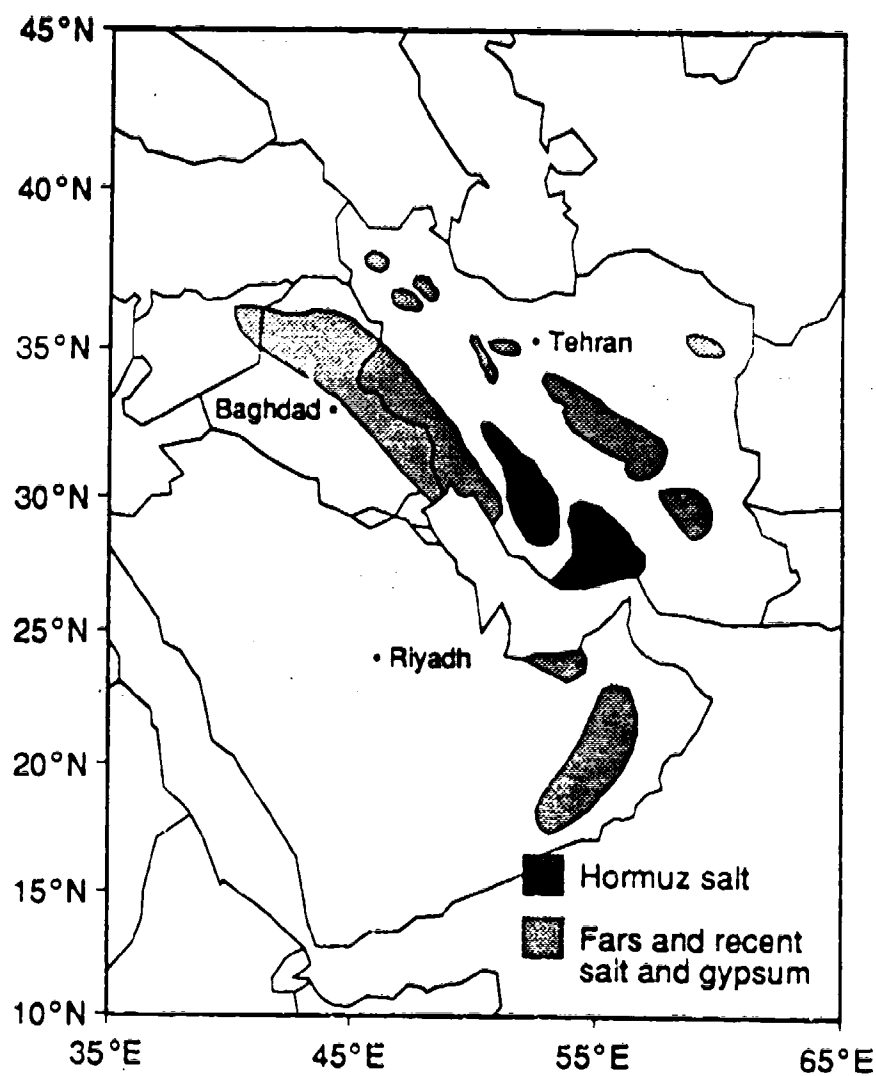 45°N
40°N
35°N
30°N
25°N
20°N
15°N
10°N
35°E
45°E
55°E
65°E
Tehran
Baghdad
Riyadh
Hormuz salt
Fars and recent
salt and gypsum